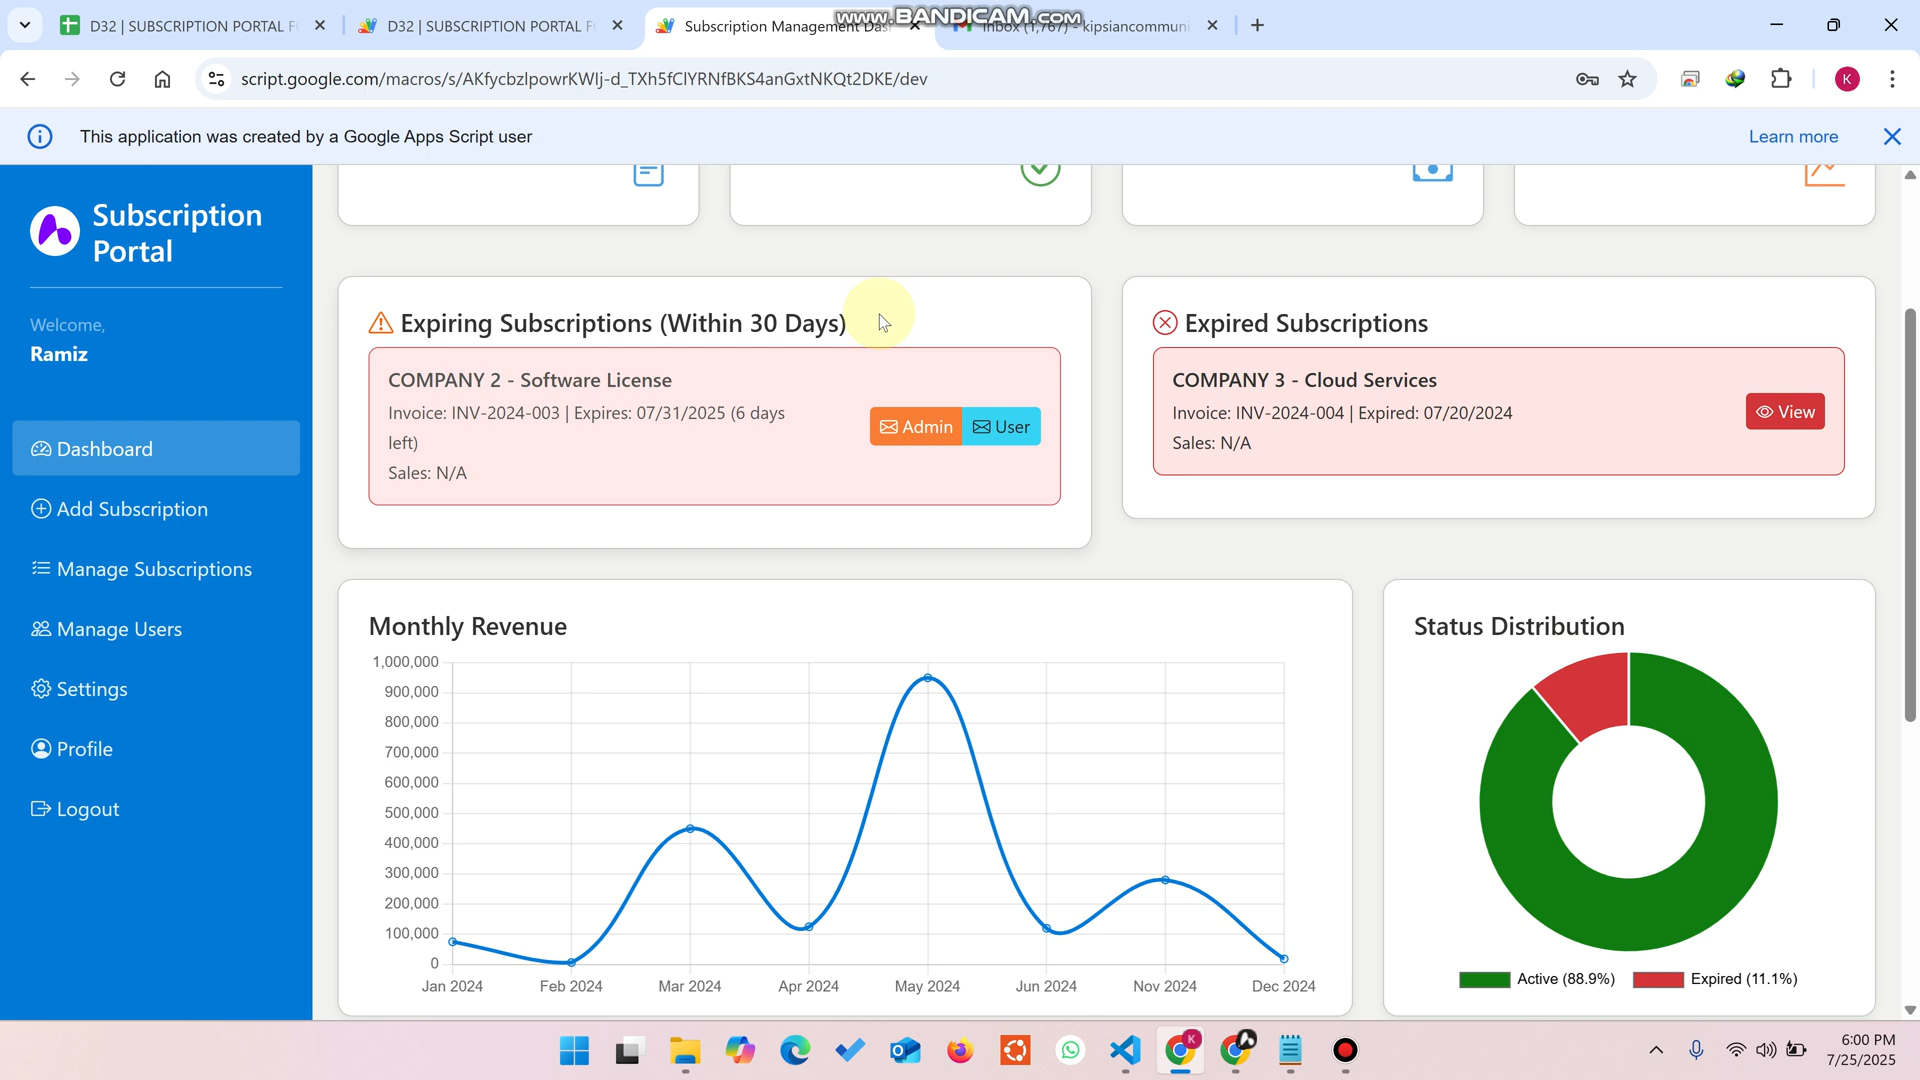 D32 | SUBSCRIPTION PORTAL F
D32 | SUBSCRIPTION PORTAL F
Subscription Management Das
Inbox (1,767) - kipsiancommuni
www.BANDICAM.com
script.google.com/macros/s/AKfycbzlpowrKWlj-d_TXh5fClYRNfBKS4anGxtNKQt2DKE/dev
K
This application was created by a Google Apps Script user
Learn more
Subscription
Portal
Welcome,
Ramiz
Dashboard
Add Subscription
Manage Subscriptions
Manage Users
Settings
Profile
Logout
Expiring Subscriptions (Within 30 Days)
COMPANY 2 - Software License
Invoice: INV-2024-003 | Expires: 07/31/2025 (6 days
left)
Sales: N/A
Admin
User
Expired Subscriptions
COMPANY 3 - Cloud Services
Invoice: INV-2024-004 | Expired: 07/20/2024
Sales: N/A
View
Monthly Revenue
1,000,000
900,000
800,000
700,000
600,000
500,000
400,000
300,000
200,000
100,000
0
Jan 2024
Feb 2024
Mar 2024
Apr 2024
May 2024
Jun 2024
Nov 2024
Dec 2024
Status Distribution
Active (88.9%)
Expired (11.1%)
K
6:00 PM
7/25/2025